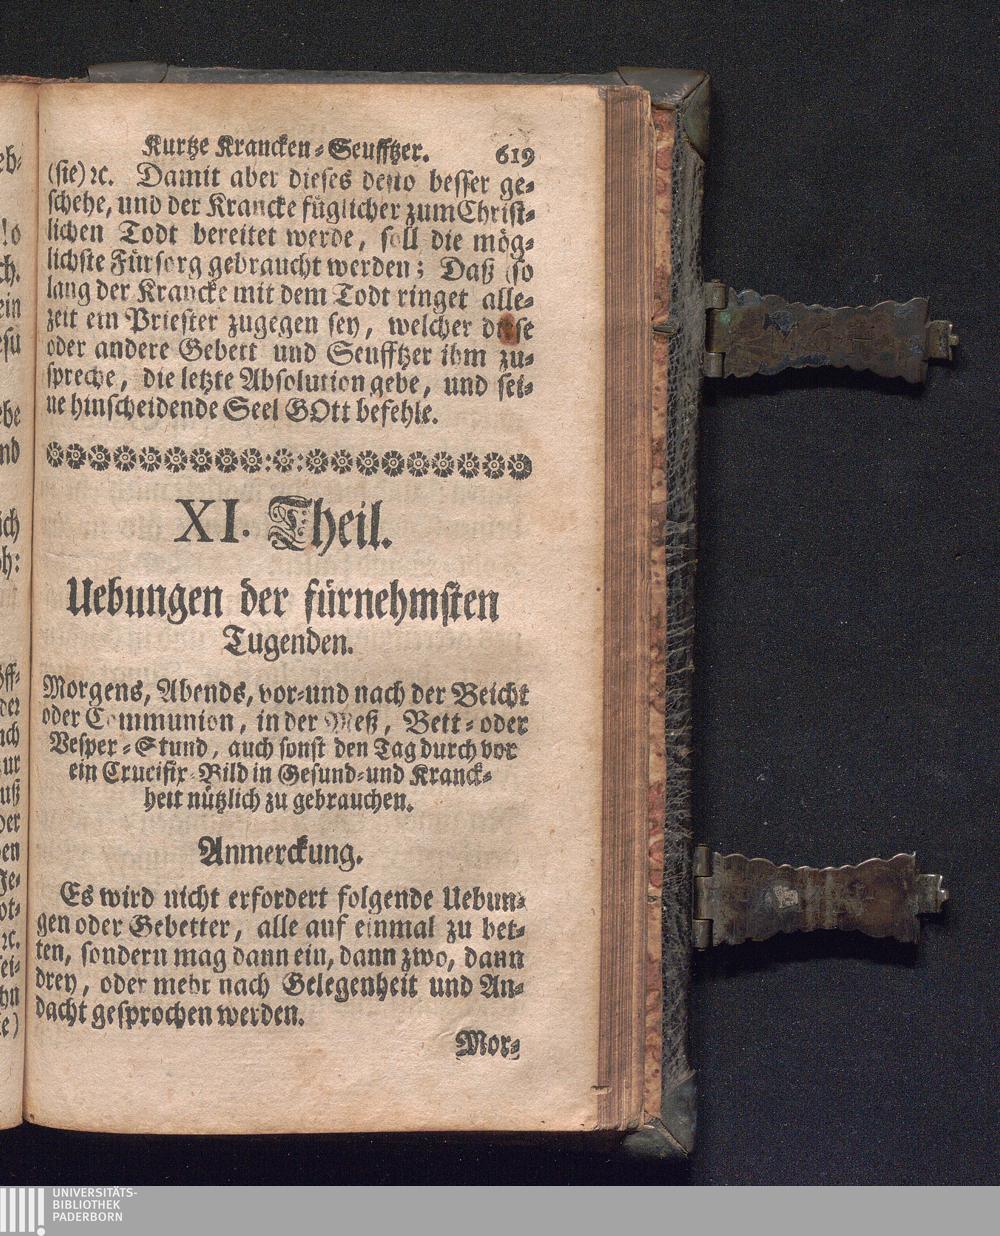 Kurtze Krancken-Seufftzer. 619
(sie) ꝛc. Damit aber dieses desto besser ge-
schehe, und der Krancke füglicher zum Christ-
lichen Todt bereitet werde, soll die mög-
lichste Fürsorg gebraucht werden; Daß (so
lang der Krancke mit dem Todt ringet alle-
zeit ein Priester zugegen sey, welcher diese
oder andere Gebett und Seufftzer ihm zu-
spreche, die letzte Absolution gebe, und sei-
ne hinscheidende Seel GOtt befehle.
XI. Theil.
Uebungen der fürnehmsten
Tugenden.
Morgens, Abends, vor-und nach der Beicht
oder Communion, in der Meß, Bett- oder
Vesper-Stund, auch sonst den Tag durch vor
ein Crucifix-Bild in Gesund-und Kranck-
heit nützlich zu gebrauchen.
Anmerckung.
Es wird nicht erfordert folgende Uebun-
gen oder Gebetter, alle auf einmal zu bet-
ten, sondern mag dann ein, dann zwo, dann
drey, oder mehr nach Gelegenheit und An-
dacht gesprochen werden.
Mor-
UNIVERSITÄTS-
BIBLIOTHEK
PADERBORN